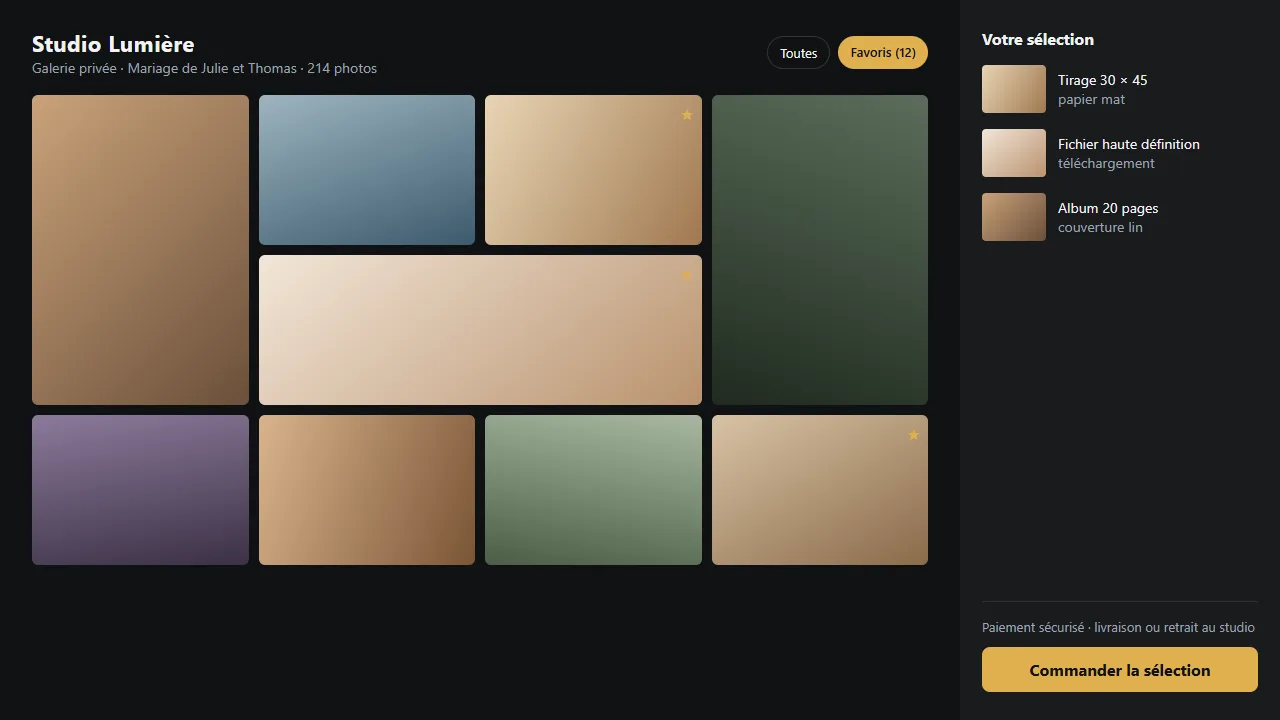 Studio Lumière
Galerie privée · Mariage de Julie et Thomas · 214 photos
Toutes
Favoris (12)
Votre sélection
Tirage 30 × 45
papier mat
Fichier haute définition
téléchargement
Album 20 pages
couverture lin
Paiement sécurisé · livraison ou retrait au studio
Commander la sélection